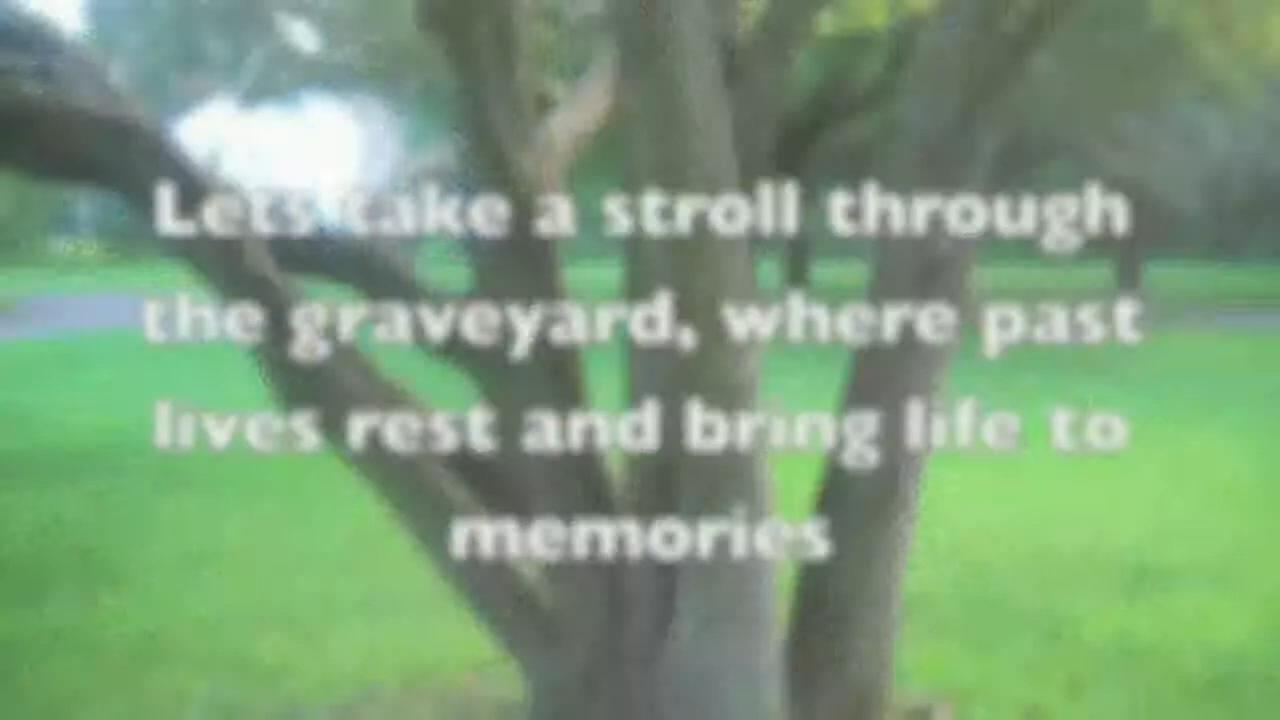 Lets take a stroll through
the graveyard, where past
lives rest and bring life to
memories